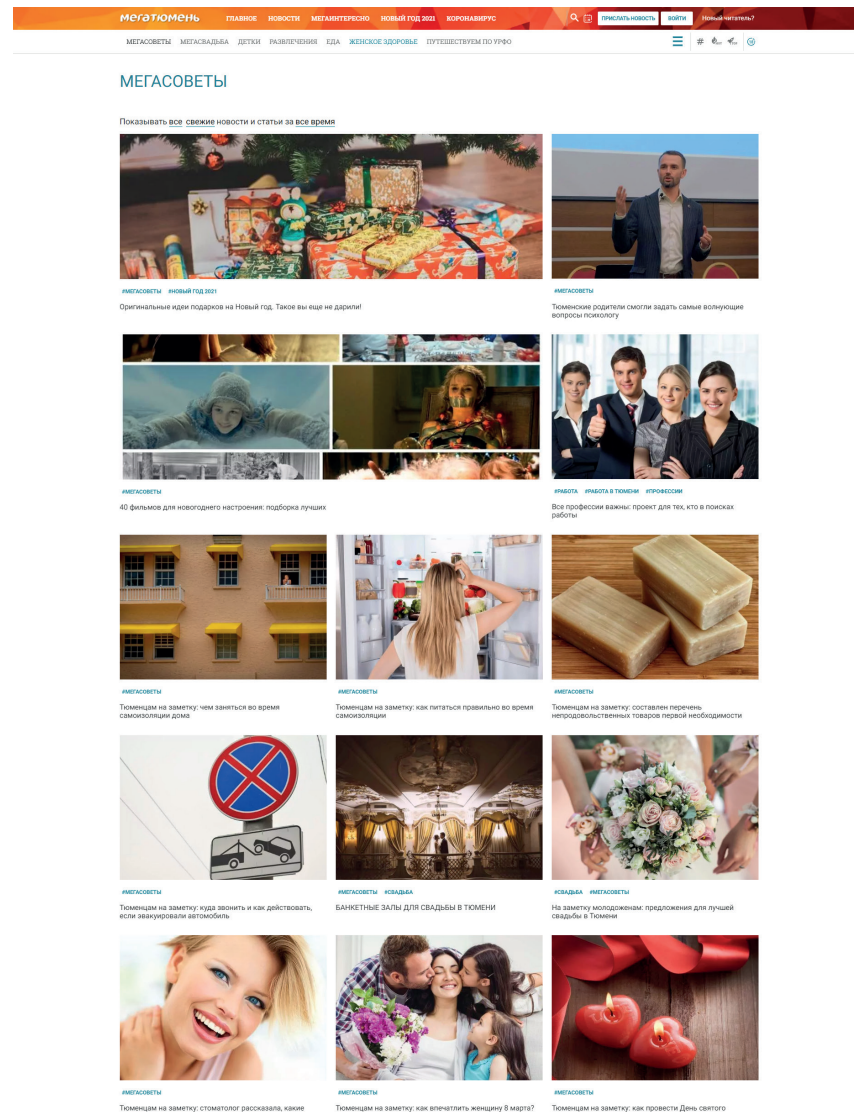 мегатюмень ГЛАВНОЕ НОВОСТИ МЕГАИНТЕРЕСНО НОВЫЙ ГОД 2021 КОРОНАВИРУС ПРИСЛАТЬ НОВОСТЬ ВОЙТИ Новый читатель?
МЕГАСОВЕТЫ МЕГАСВАДЬБА ДЕТКИ РАЗВЛЕЧЕНИЯ ЕДА ЖЕНСКОЕ ЗДОРОВЬЕ ПУТЕШЕСТВУЕМ ПО УРФО #
МЕГАСОВЕТЫ
Показывать все свежие новости и статьи за все время
#МЕГАСОВЕТЫ #НОВЫЙ ГОД 2021
Оригинальные идеи подарков на Новый год. Такое вы еще не дарили!
#МЕГАСОВЕТЫ
Тюменские родители смогли задать самые волнующие
вопросы психологу
#МЕГАСОВЕТЫ
40 фильмов для новогоднего настроения: подборка лучших
#РАБОТА #РАБОТА В ТЮМЕНИ #ПРОФЕССИИ
Все профессии важны: проект для тех, кто в поисках
работы
#МЕГАСОВЕТЫ
Тюменцам на заметку: чем заняться во время
самоизоляции дома
#МЕГАСОВЕТЫ
Тюменцам на заметку: как питаться правильно во время
самоизоляции
#МЕГАСОВЕТЫ
Тюменцам на заметку: составлен перечень
непродовольственных товаров первой необходимости
#МЕГАСОВЕТЫ
Тюменцам на заметку: куда звонить и как действовать,
если эвакуировали автомобиль
#МЕГАСОВЕТЫ #СВАДЬБА
БАНКЕТНЫЕ ЗАЛЫ ДЛЯ СВАДЬБЫ В ТЮМЕНИ
#СВАДЬБА #МЕГАСОВЕТЫ
На заметку молодоженам: предложения для лучшей
свадьбы в Тюмени
#МЕГАСОВЕТЫ
Тюменцам на заметку: стоматолог рассказала, какие
#МЕГАСОВЕТЫ
Тюменцам на заметку: как впечатлить женщину 8 марта?
#МЕГАСОВЕТЫ
Тюменцам на заметку: как провести День святого